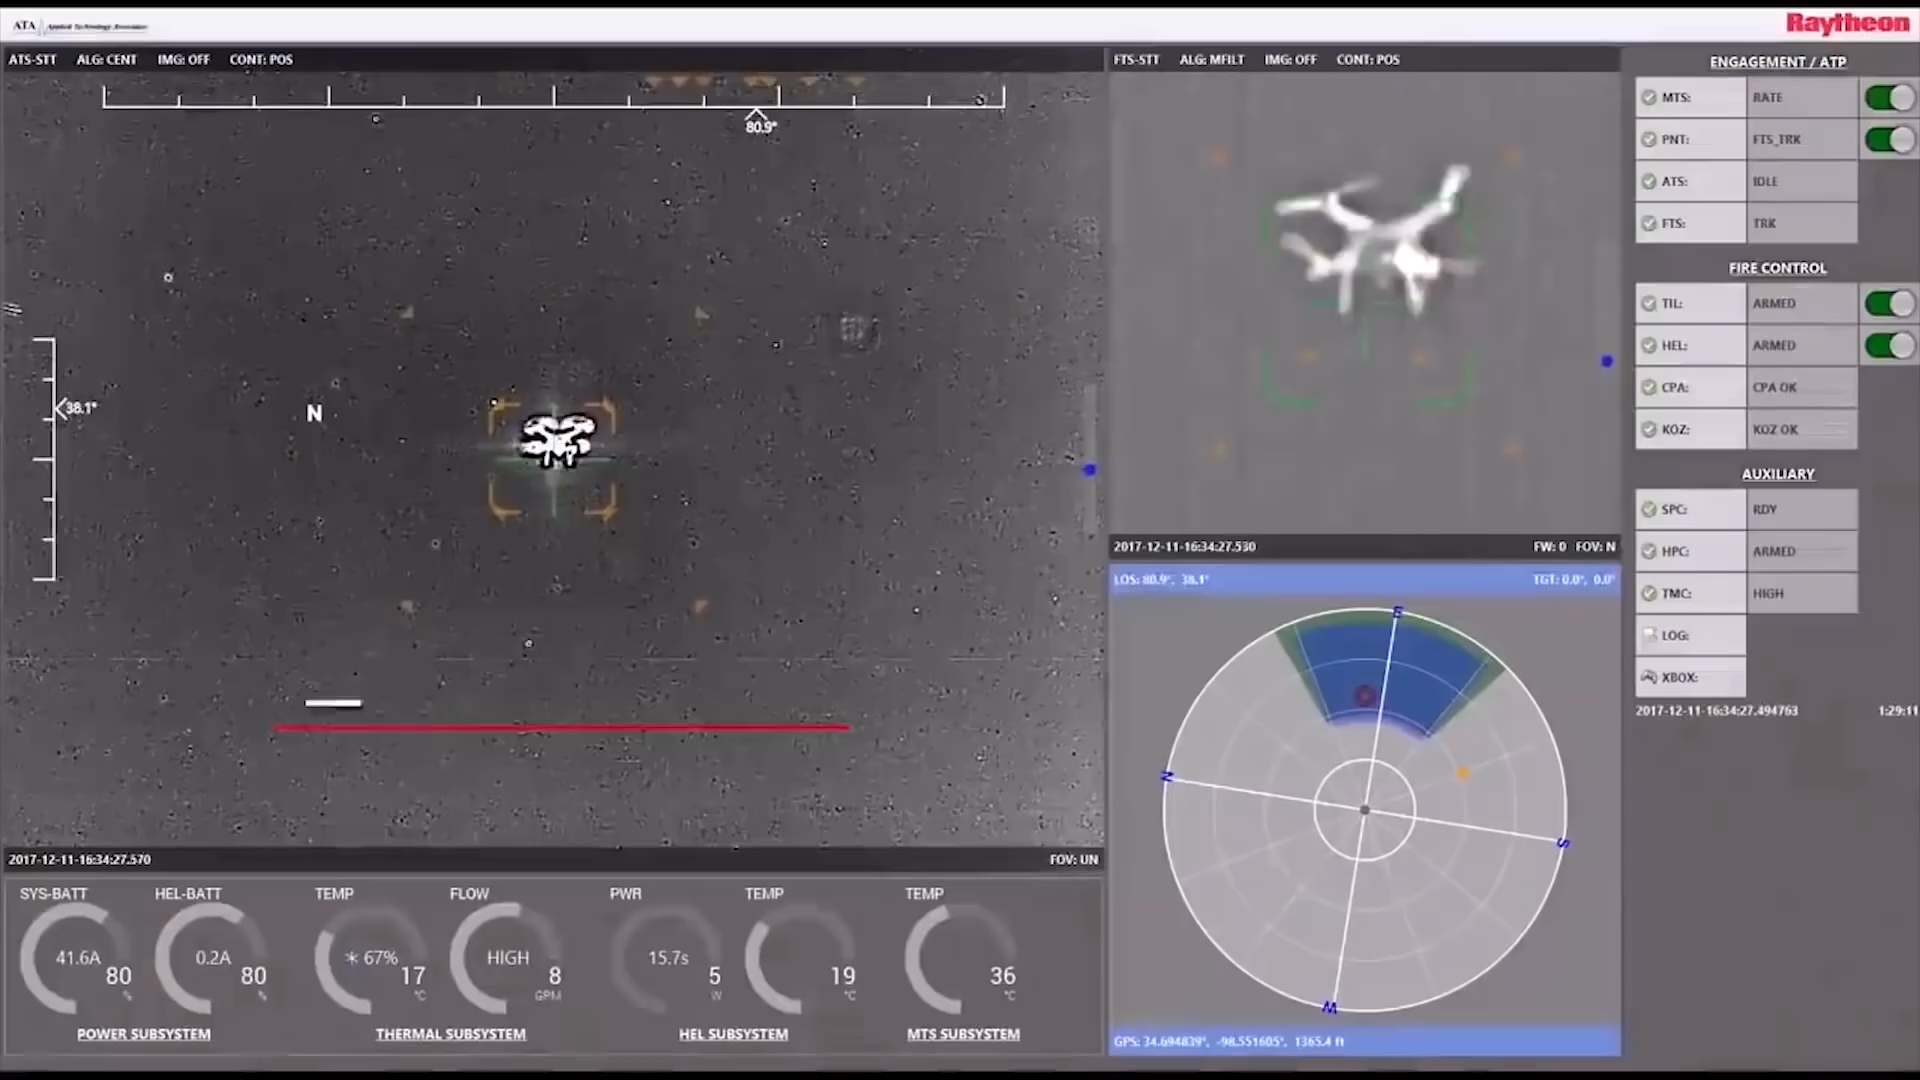 ATA Applied Technology Associates
Raytheon
ATS-STT ALG: CENT IMG: OFF CONT: POS
80.9°
38.1°
N
2017-12-11-16:34:27.570 FOV: UN
FTS-STT ALG: MFILT IMG: OFF CONT: POS
2017-12-11-16:34:27.530 FW: 0 FOV: N
LOS: 80.9°, 38.1° TGT: 0.0°, 0.0°
E
N
S
W
GPS: 34.694839°, -98.551605°, 1365.4 ft
ENGAGEMENT / ATP
MTS: RATE
PNT: FTS_TRK
ATS: IDLE
FTS: TRK
FIRE CONTROL
TIL: ARMED
HEL: ARMED
CPA: CPA OK
KOZ: KOZ OK
AUXILIARY
SPC: RDY
HPC: ARMED
TMC: HIGH
LOG:
XBOX:
2017-12-11-16:34:27.494763 1:29:11
SYS-BATT HEL-BATT TEMP FLOW PWR TEMP TEMP
41.6A 0.2A * 67% HIGH 15.7s
80 80 17 8 5 19 36
% % °C GPM W °C °C
POWER SUBSYSTEM THERMAL SUBSYSTEM HEL SUBSYSTEM MTS SUBSYSTEM